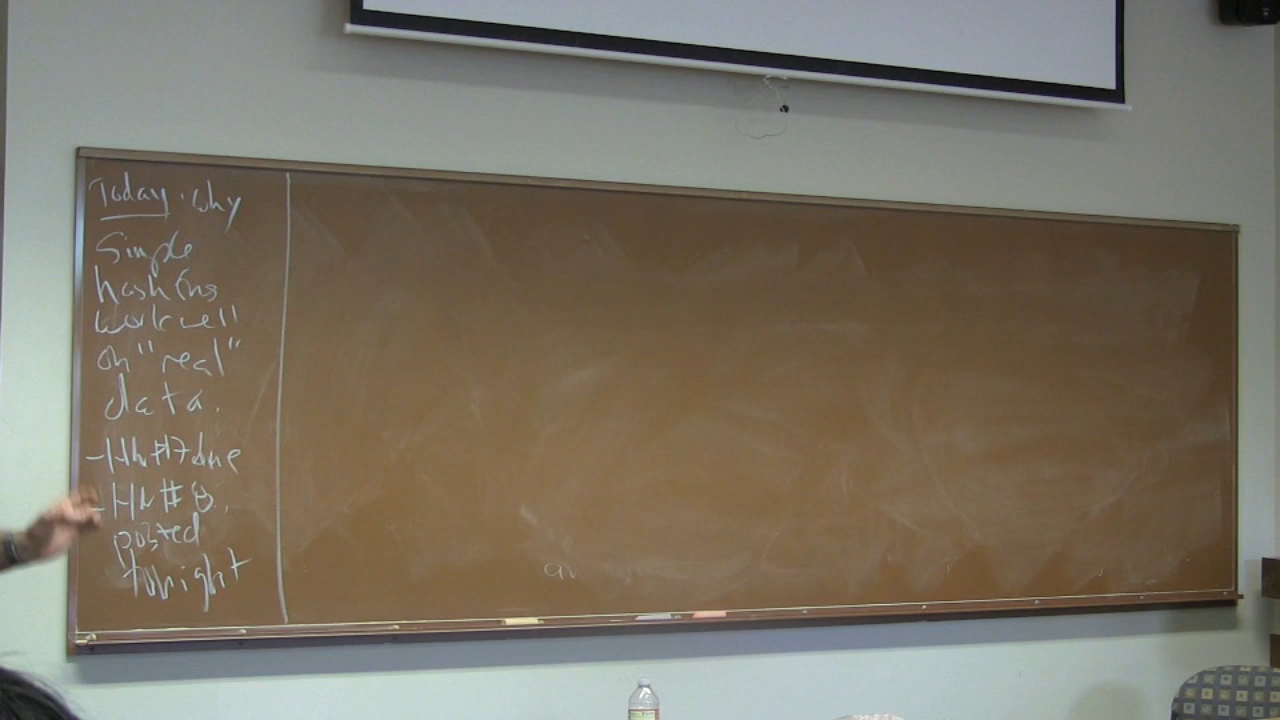 Today: why
simple
hash fns
work well
on "real"
data.
-HW#7 due
-HW#8.
posted
tonight